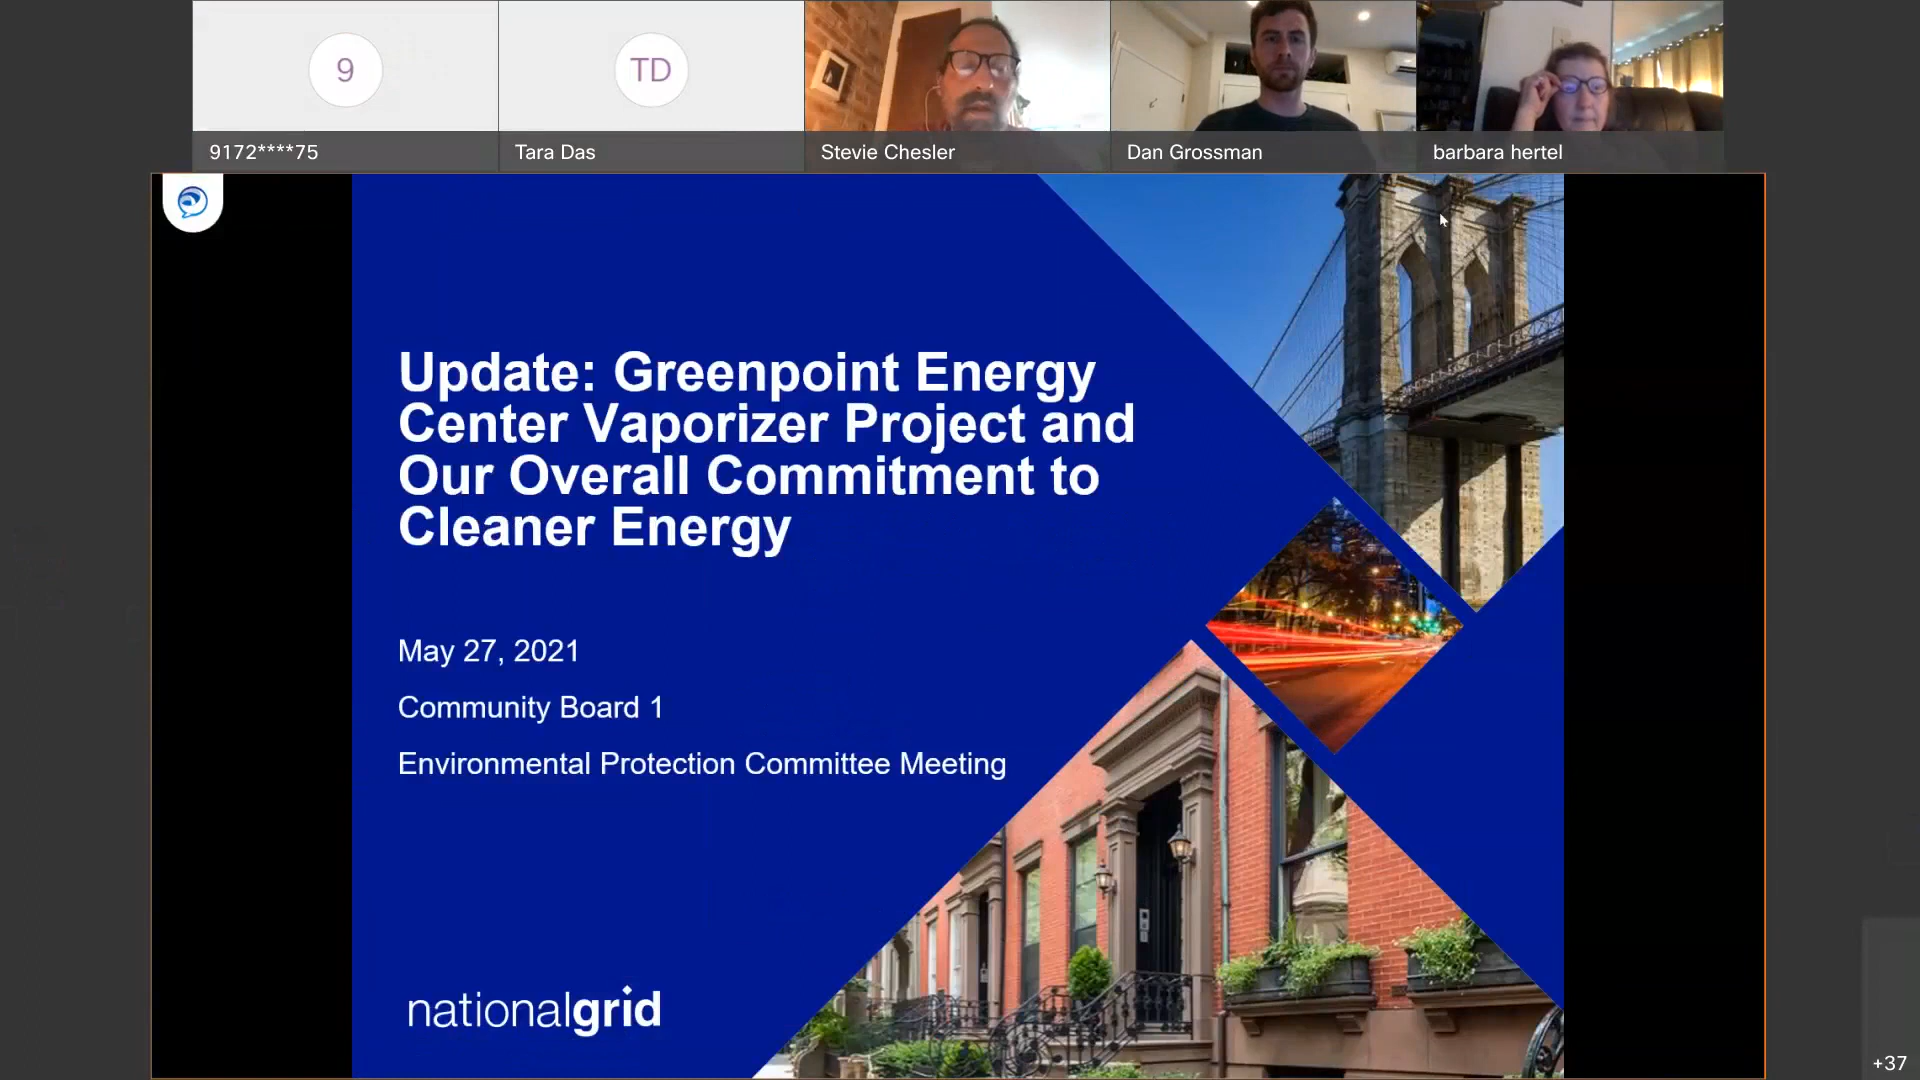 9
TD
9172****75
Tara Das
Stevie Chesler
Dan Grossman
barbara hertel
Update: Greenpoint Energy
Center Vaporizer Project and
Our Overall Commitment to
Cleaner Energy
May 27, 2021
Community Board 1
Environmental Protection Committee Meeting
nationalgrid
+37